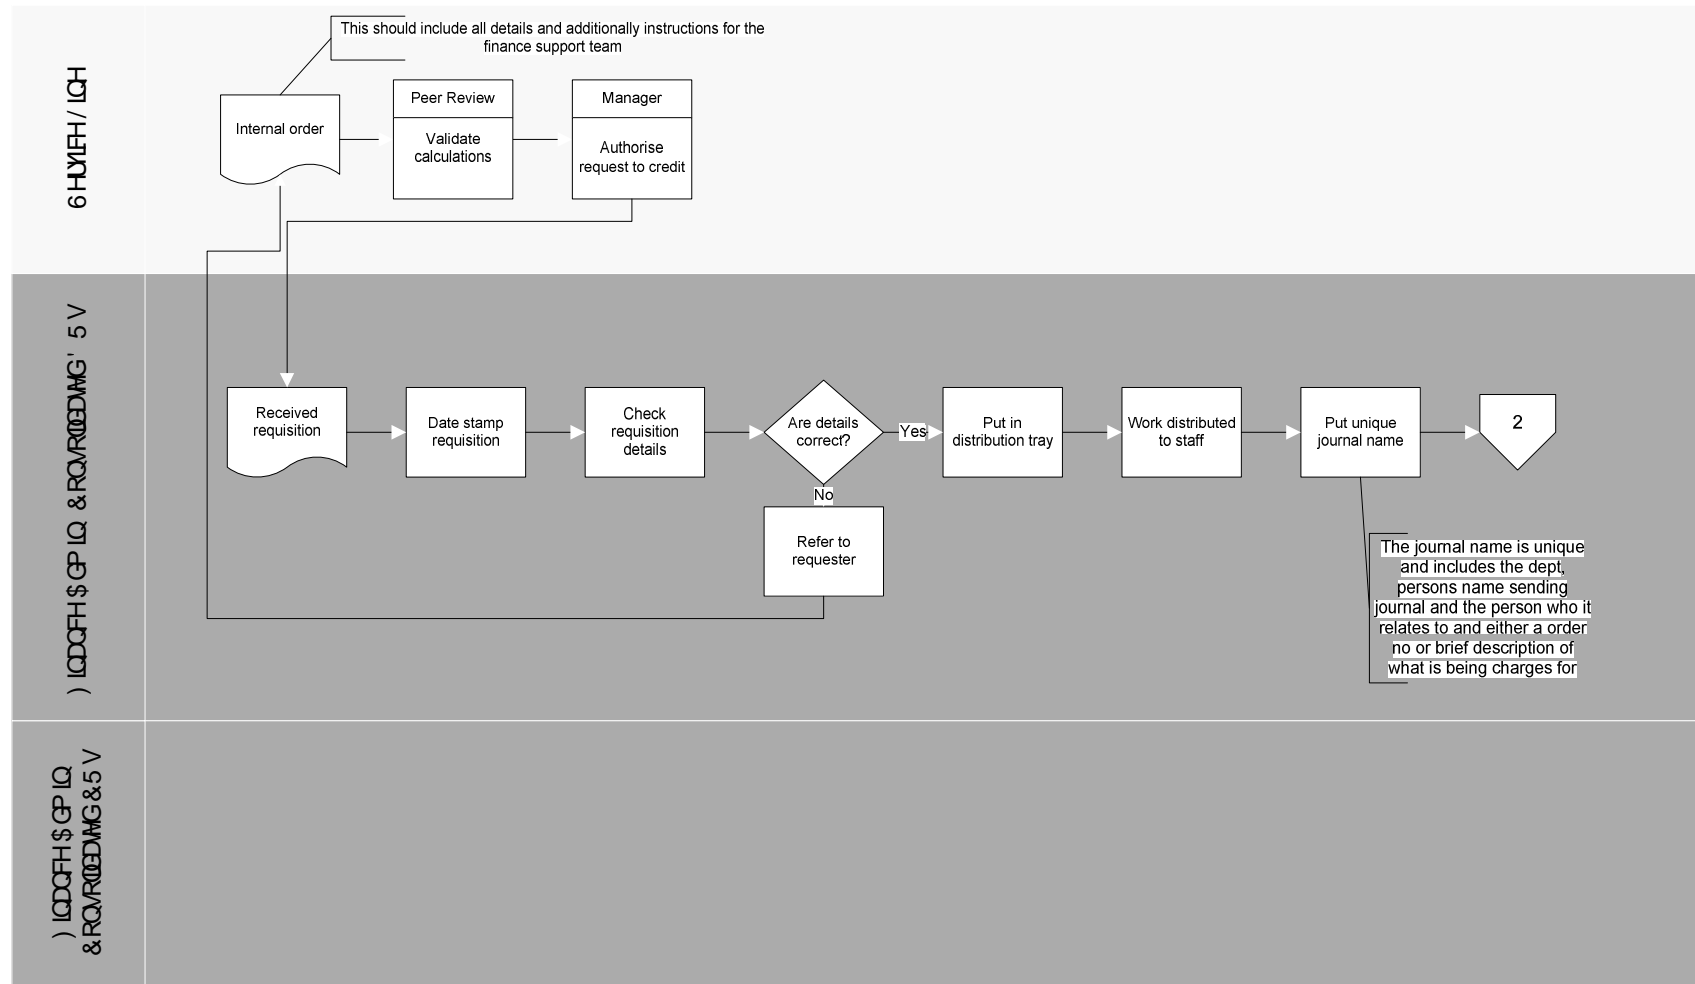 This should include all details and additionally instructions for the
finance support team
Internal order
Peer Review
Validate
calculations
Manager
Authorise
request to credit
Received
requisition
Date stamp
requisition
Check
requisition
details
Are details
correct?
Yes
Put in
distribution tray
Work distributed
to staff
Put unique
journal name
2
No
Refer to
requester
The journal name is unique
and includes the dept,
persons name sending
journal and the person who it
relates to and either a order
no or brief description of
what is being charges for